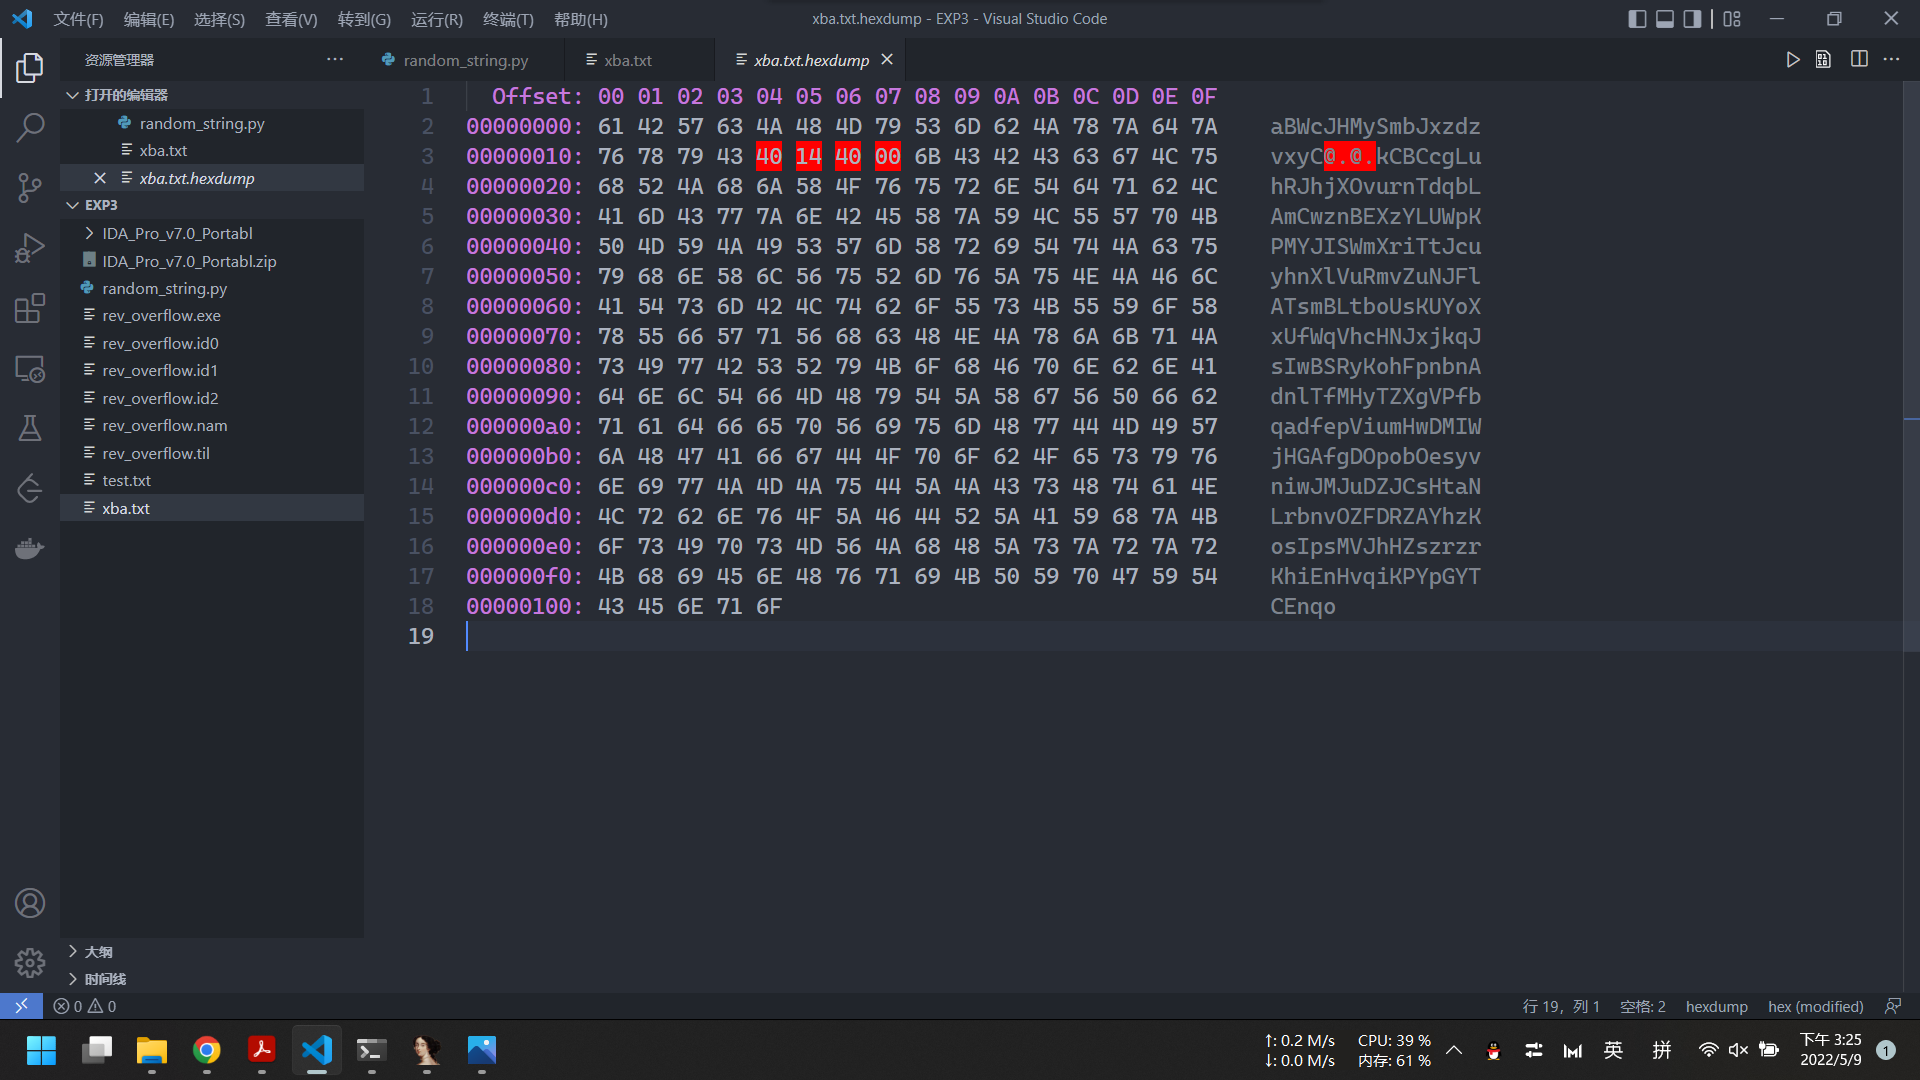 文件(F) 编辑(E) 选择(S) 查看(V) 转到(G) 运行(R) 终端(T) 帮助(H) xba.txt.hexdump - EXP3 - Visual Studio Code
资源管理器 ··· random_string.py xba.txt xba.txt.hexdump
打开的编辑器
random_string.py
xba.txt
xba.txt.hexdump
EXP3
IDA_Pro_v7.0_Portabl
IDA_Pro_v7.0_Portabl.zip
random_string.py
rev_overflow.exe
rev_overflow.id0
rev_overflow.id1
rev_overflow.id2
rev_overflow.nam
rev_overflow.til
test.txt
xba.txt
大纲
时间线
1 Offset: 00 01 02 03 04 05 06 07 08 09 0A 0B 0C 0D 0E 0F
2 00000000: 61 42 57 63 4A 48 4D 79 53 6D 62 4A 78 7A 64 7A aBWcJHMySmbJxzdz
3 00000010: 76 78 79 43 40 14 40 00 6B 43 42 43 63 67 4C 75 vxyC@.@.kCBCcgLu
4 00000020: 68 52 4A 68 6A 58 4F 76 75 72 6E 54 64 71 62 4C hRJhjXOvurnTdqbL
5 00000030: 41 6D 43 77 7A 6E 42 45 58 7A 59 4C 55 57 70 4B AmCwznBEXzYLUWpK
6 00000040: 50 4D 59 4A 49 53 57 6D 58 72 69 54 74 4A 63 75 PMYJISWmXriTtJcu
7 00000050: 79 68 6E 58 6C 56 75 52 6D 76 5A 75 4E 4A 46 6C yhnXlVuRmvZuNJFl
8 00000060: 41 54 73 6D 42 4C 74 62 6F 55 73 4B 55 59 6F 58 ATsmBLtboUsKUYoX
9 00000070: 78 55 66 57 71 56 68 63 48 4E 4A 78 6A 6B 71 4A xUfWqVhcHNJxjkqJ
10 00000080: 73 49 77 42 53 52 79 4B 6F 68 46 70 6E 62 6E 41 sIwBSRyKohFpnbnA
11 00000090: 64 6E 6C 54 66 4D 48 79 54 5A 58 67 56 50 66 62 dnlTfMHyTZXgVPfb
12 000000a0: 71 61 64 66 65 70 56 69 75 6D 48 77 44 4D 49 57 qadfepViumHwDMIW
13 000000b0: 6A 48 47 41 66 67 44 4F 70 6F 62 4F 65 73 79 76 jHGAfgDOpobOesyv
14 000000c0: 6E 69 77 4A 4D 4A 75 44 5A 4A 43 73 48 74 61 4E niwJMJuDZJCsHtaN
15 000000d0: 4C 72 62 6E 76 4F 5A 46 44 52 5A 41 59 68 7A 4B LrbnvOZFDRZAYhzK
16 000000e0: 6F 73 49 70 73 4D 56 4A 68 48 5A 73 7A 72 7A 72 osIpsMVJhHZszrzr
17 000000f0: 4B 68 69 45 6E 48 76 71 69 4B 50 59 70 47 59 54 KhiEnHvqiKPYpGYT
18 00000100: 43 45 6E 71 6F CEnqo
19
0 0 行 19，列 1 空格: 2 hexdump hex (modified)
↑: 0.2 M/s CPU: 39 % 英 拼 下午 3:25
↓: 0.0 M/s 内存: 61 % 2022/5/9 1